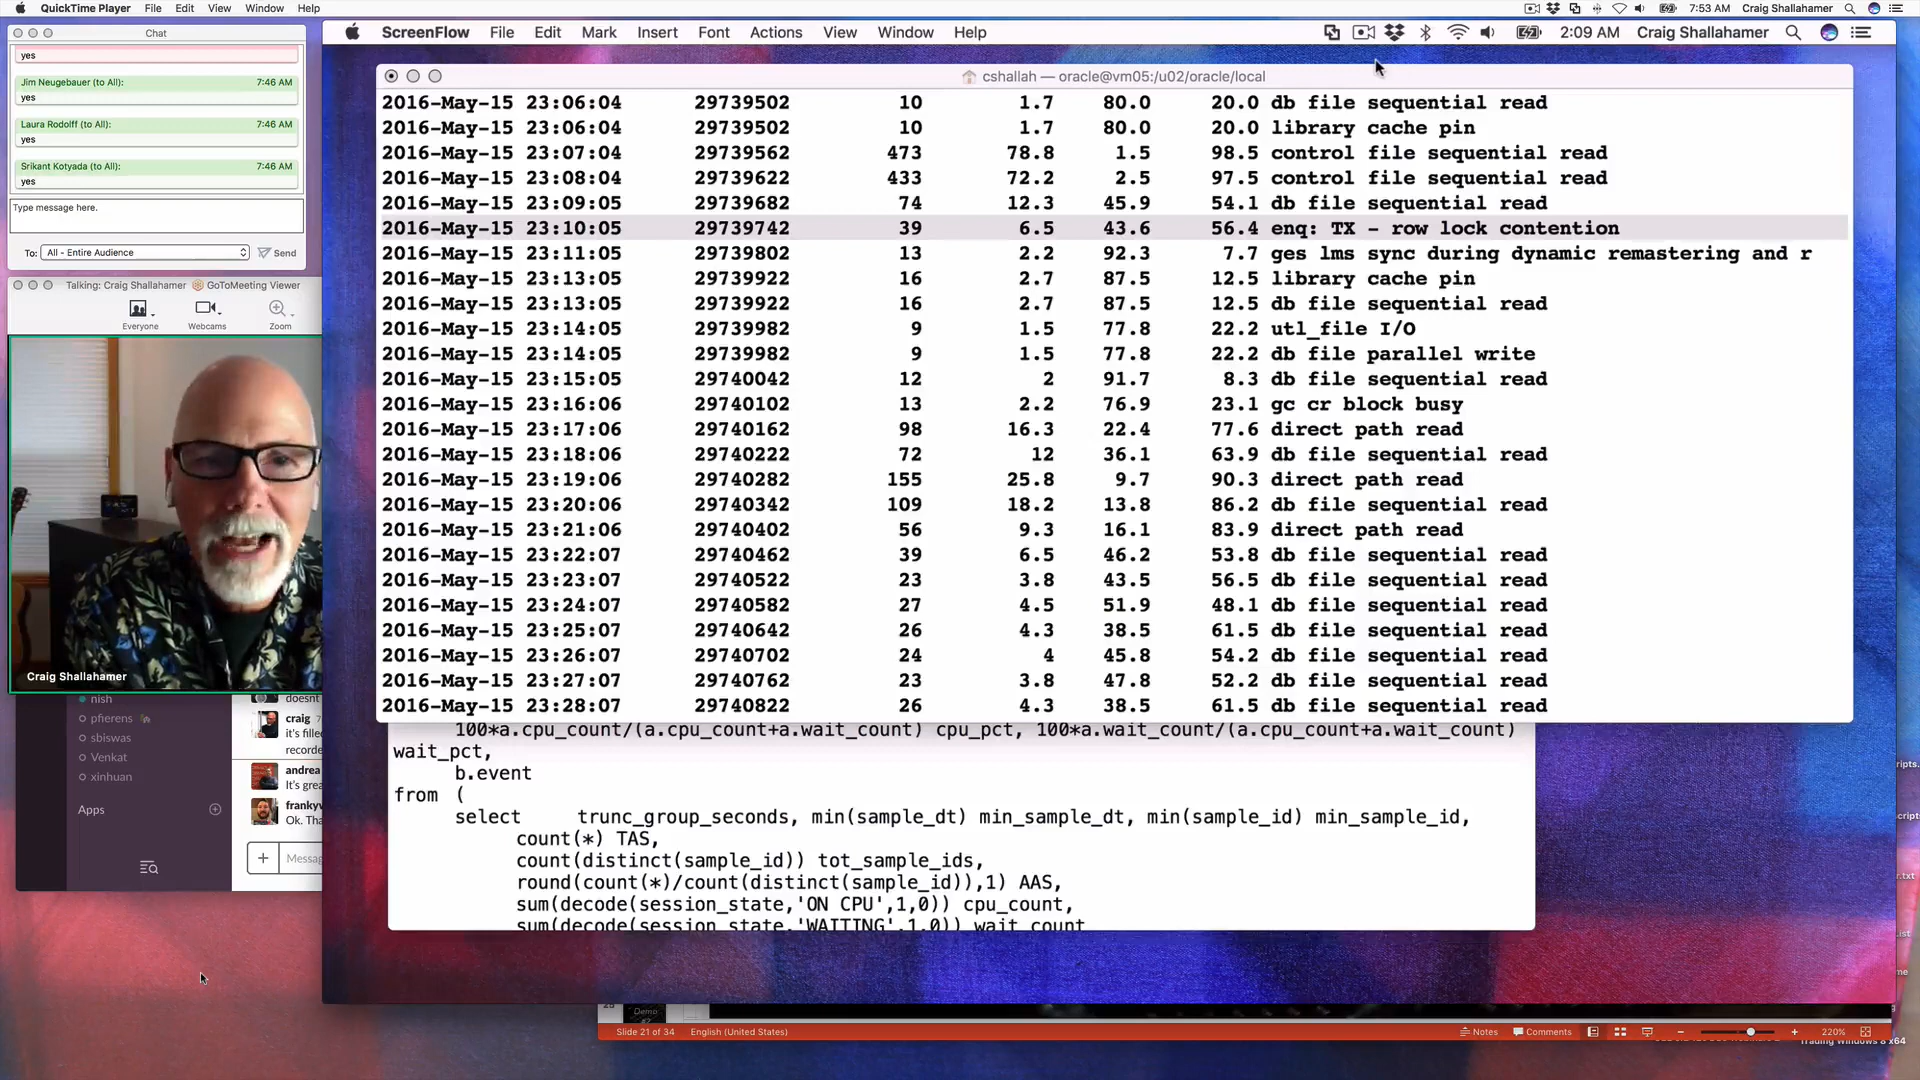 QuickTime Player File Edit View Window Help
7:53 AM Craig Shallahamer
Chat
yes
Jim Neugebauer (to All): 7:46 AM
yes
Laura Rodolff (to All): 7:46 AM
yes
Srikant Kotyada (to All): 7:46 AM
yes
Type message here.
To: All - Entire Audience Send
Talking: Craig Shallahamer GoToMeeting Viewer
Everyone Webcams Zoom
Craig Shallahamer
nish
pfierens
sbiswas
Venkat
xinhuan
Apps
doesnt
craig 7
it's fille
recorde
andrea
It's grea
frankyw
Ok. Tha
+ Messa
ScreenFlow File Edit Mark Insert Font Actions View Window Help
2:09 AM Craig Shallahamer
cshallah — oracle@vm05:/u02/oracle/local
2016-May-15 23:06:04 29739502 10 1.7 80.0 20.0 db file sequential read
2016-May-15 23:06:04 29739502 10 1.7 80.0 20.0 library cache pin
2016-May-15 23:07:04 29739562 473 78.8 1.5 98.5 control file sequential read
2016-May-15 23:08:04 29739622 433 72.2 2.5 97.5 control file sequential read
2016-May-15 23:09:05 29739682 74 12.3 45.9 54.1 db file sequential read
2016-May-15 23:10:05 29739742 39 6.5 43.6 56.4 enq: TX - row lock contention
2016-May-15 23:11:05 29739802 13 2.2 92.3 7.7 ges lms sync during dynamic remastering and r
2016-May-15 23:13:05 29739922 16 2.7 87.5 12.5 library cache pin
2016-May-15 23:13:05 29739922 16 2.7 87.5 12.5 db file sequential read
2016-May-15 23:14:05 29739982 9 1.5 77.8 22.2 utl_file I/O
2016-May-15 23:14:05 29739982 9 1.5 77.8 22.2 db file parallel write
2016-May-15 23:15:05 29740042 12 2 91.7 8.3 db file sequential read
2016-May-15 23:16:06 29740102 13 2.2 76.9 23.1 gc cr block busy
2016-May-15 23:17:06 29740162 98 16.3 22.4 77.6 direct path read
2016-May-15 23:18:06 29740222 72 12 36.1 63.9 db file sequential read
2016-May-15 23:19:06 29740282 155 25.8 9.7 90.3 direct path read
2016-May-15 23:20:06 29740342 109 18.2 13.8 86.2 db file sequential read
2016-May-15 23:21:06 29740402 56 9.3 16.1 83.9 direct path read
2016-May-15 23:22:07 29740462 39 6.5 46.2 53.8 db file sequential read
2016-May-15 23:23:07 29740522 23 3.8 43.5 56.5 db file sequential read
2016-May-15 23:24:07 29740582 27 4.5 51.9 48.1 db file sequential read
2016-May-15 23:25:07 29740642 26 4.3 38.5 61.5 db file sequential read
2016-May-15 23:26:07 29740702 24 4 45.8 54.2 db file sequential read
2016-May-15 23:27:07 29740762 23 3.8 47.8 52.2 db file sequential read
2016-May-15 23:28:07 29740822 26 4.3 38.5 61.5 db file sequential read
100*a.cpu_count/(a.cpu_count+a.wait_count) cpu_pct, 100*a.wait_count/(a.cpu_count+a.wait_count)
wait_pct,
b.event
from (
select trunc_group_seconds, min(sample_dt) min_sample_dt, min(sample_id) min_sample_id,
count(*) TAS,
count(distinct(sample_id)) tot_sample_ids,
round(count(*)/count(distinct(sample_id)),1) AAS,
sum(decode(session_state,'ON CPU',1,0)) cpu_count,
sum(decode(session_state,'WAITING',1,0)) wait_count
Demo
Slide 21 of 34 English (United States) Notes Comments 220%
Trading Windows 8 x64